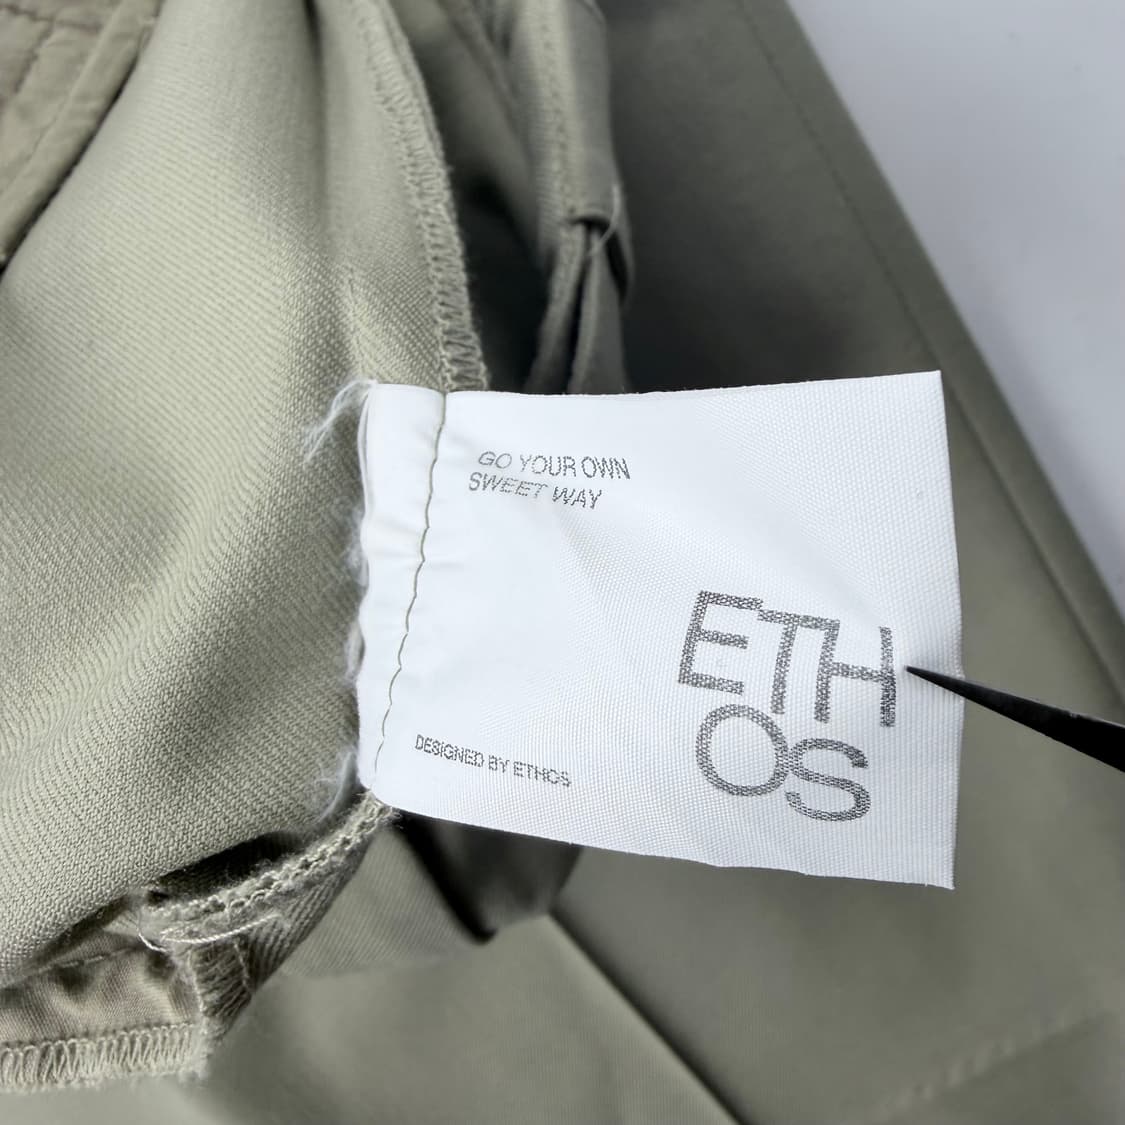 GO YOUR OWN
SWEET WAY
ETH
OS
DESIGNED BY ETHOS